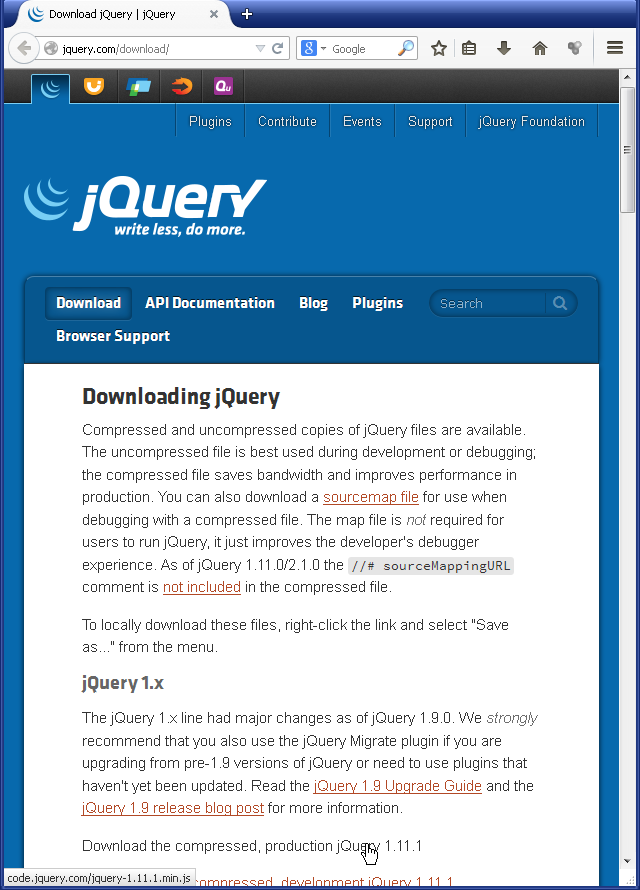 Download jQuery | jQuery
jquery.com/download/
Google
Qu
Plugins Contribute Events Support jQuery Foundation
jQuery
write less, do more.
Download API Documentation Blog Plugins Search
Browser Support
Downloading jQuery
Compressed and uncompressed copies of jQuery files are available.
The uncompressed file is best used during development or debugging;
the compressed file saves bandwidth and improves performance in
production. You can also download a sourcemap file for use when
debugging with a compressed file. The map file is not required for
users to run jQuery, it just improves the developer's debugger
experience. As of jQuery 1.11.0/2.1.0 the //# sourceMappingURL
comment is not included in the compressed file.
To locally download these files, right-click the link and select "Save
as..." from the menu.
jQuery 1.x
The jQuery 1.x line had major changes as of jQuery 1.9.0. We strongly
recommend that you also use the jQuery Migrate plugin if you are
upgrading from pre-1.9 versions of jQuery or need to use plugins that
haven't yet been updated. Read the jQuery 1.9 Upgrade Guide and the
jQuery 1.9 release blog post for more information.
Download the compressed, production jQuery 1.11.1
code.jquery.com/jquery-1.11.1.min.js
compressed, development jQuery 1.11.1